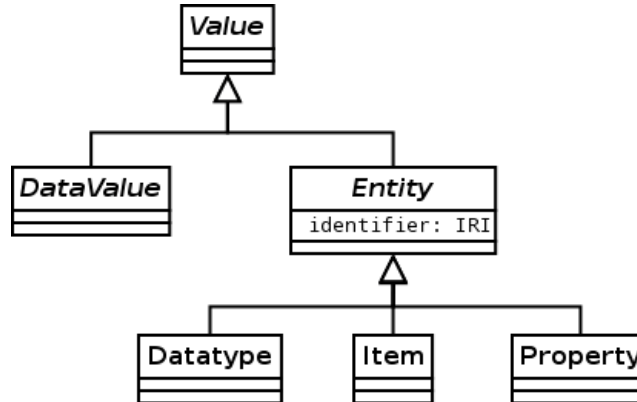 Value
DataValue
Entity
identifier: IRI
Datatype
Item
Property